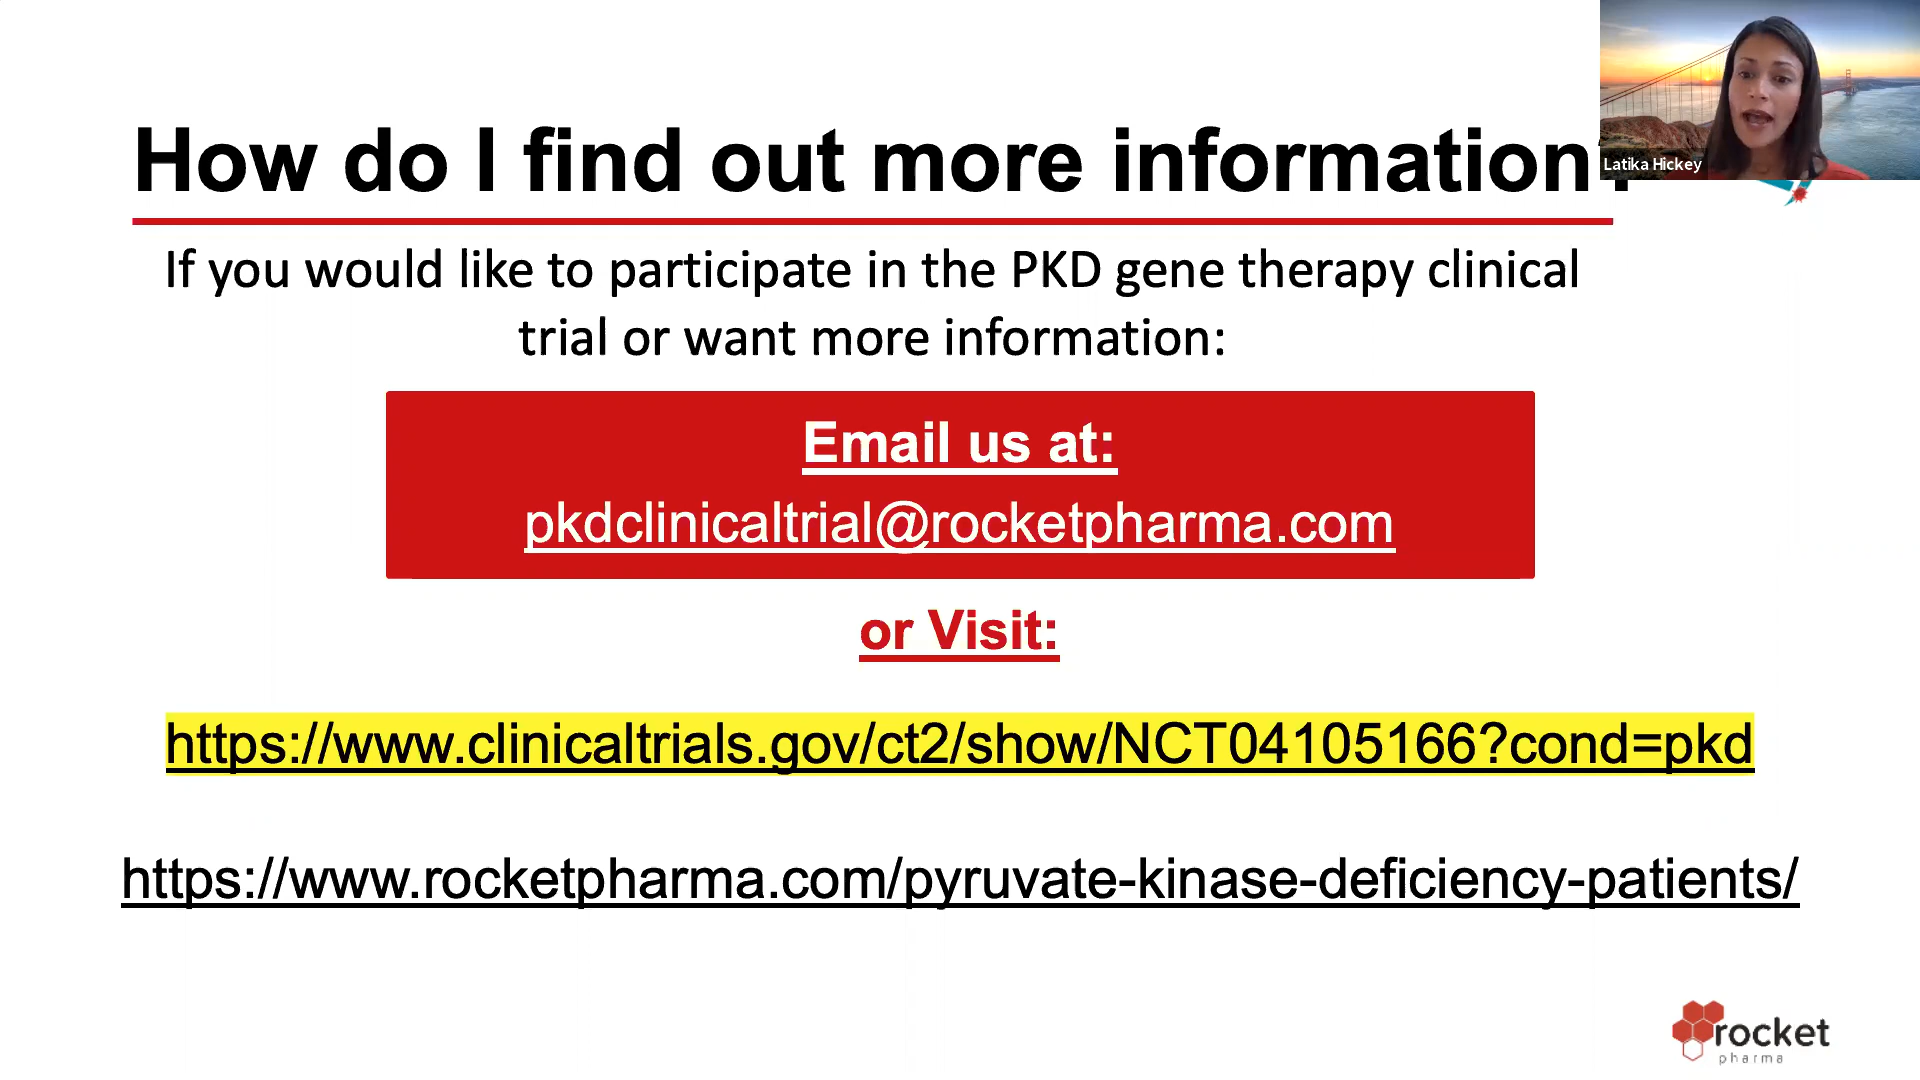 How do I find out more information
Latika Hickey
If you would like to participate in the PKD gene therapy clinical
trial or want more information:
Email us at:
pkdclinicaltrial@rocketpharma.com
or Visit:
https://www.clinicaltrials.gov/ct2/show/NCT04105166?cond=pkd
https://www.rocketpharma.com/pyruvate-kinase-deficiency-patients/
rocket
pharma